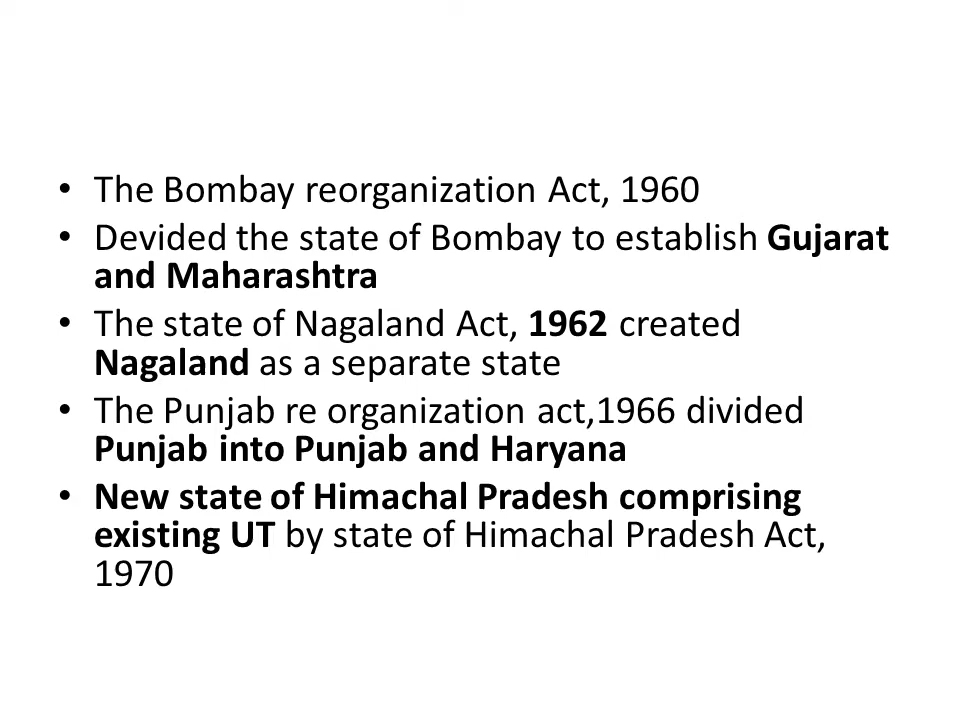 • The Bombay reorganization Act, 1960
• Devided the state of Bombay to establish Gujarat
and Maharashtra
• The state of Nagaland Act, 1962 created
Nagaland as a separate state
• The Punjab re organization act,1966 divided
Punjab into Punjab and Haryana
• New state of Himachal Pradesh comprising
existing UT by state of Himachal Pradesh Act,
1970